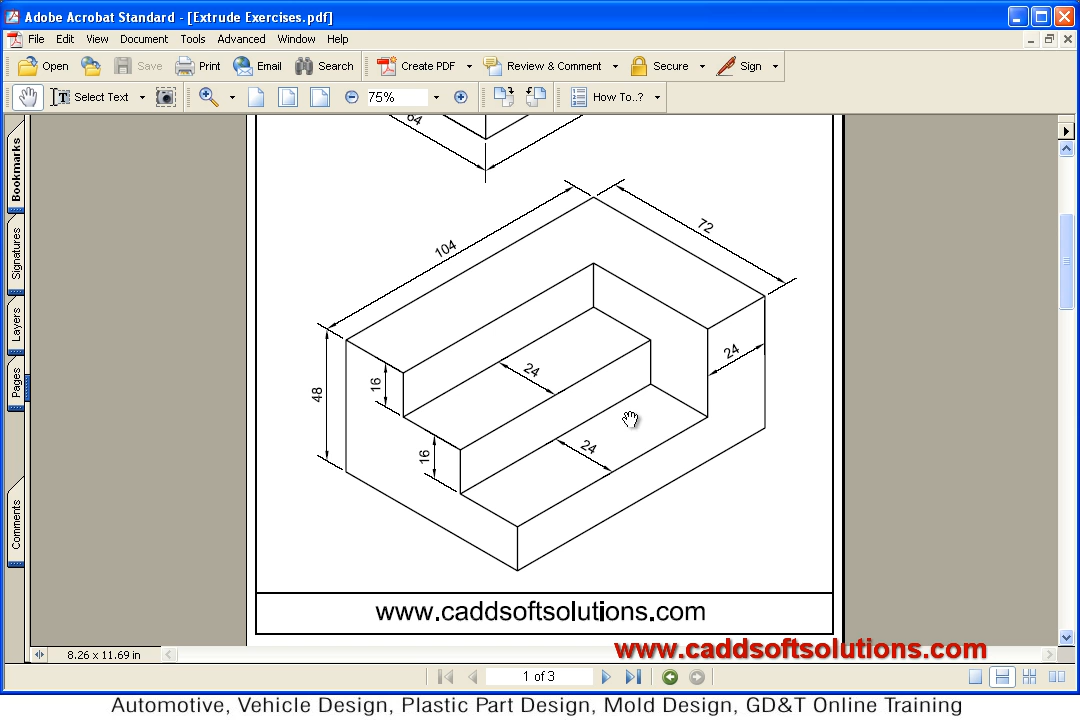 Adobe Acrobat Standard - [Extrude Exercises.pdf]
File Edit View Document Tools Advanced Window Help
Open Save Print Email Search Create PDF Review & Comment Secure Sign
Select Text 75% How To..?
Bookmarks
Signatures
Layers
Pages
Comments
64
104
72
48
16
24
24
16
24
www.caddsoftsolutions.com
www.caddsoftsolutions.com
8.26 x 11.69 in
1 of 3
Automotive, Vehicle Design, Plastic Part Design, Mold Design, GD&T Online Training